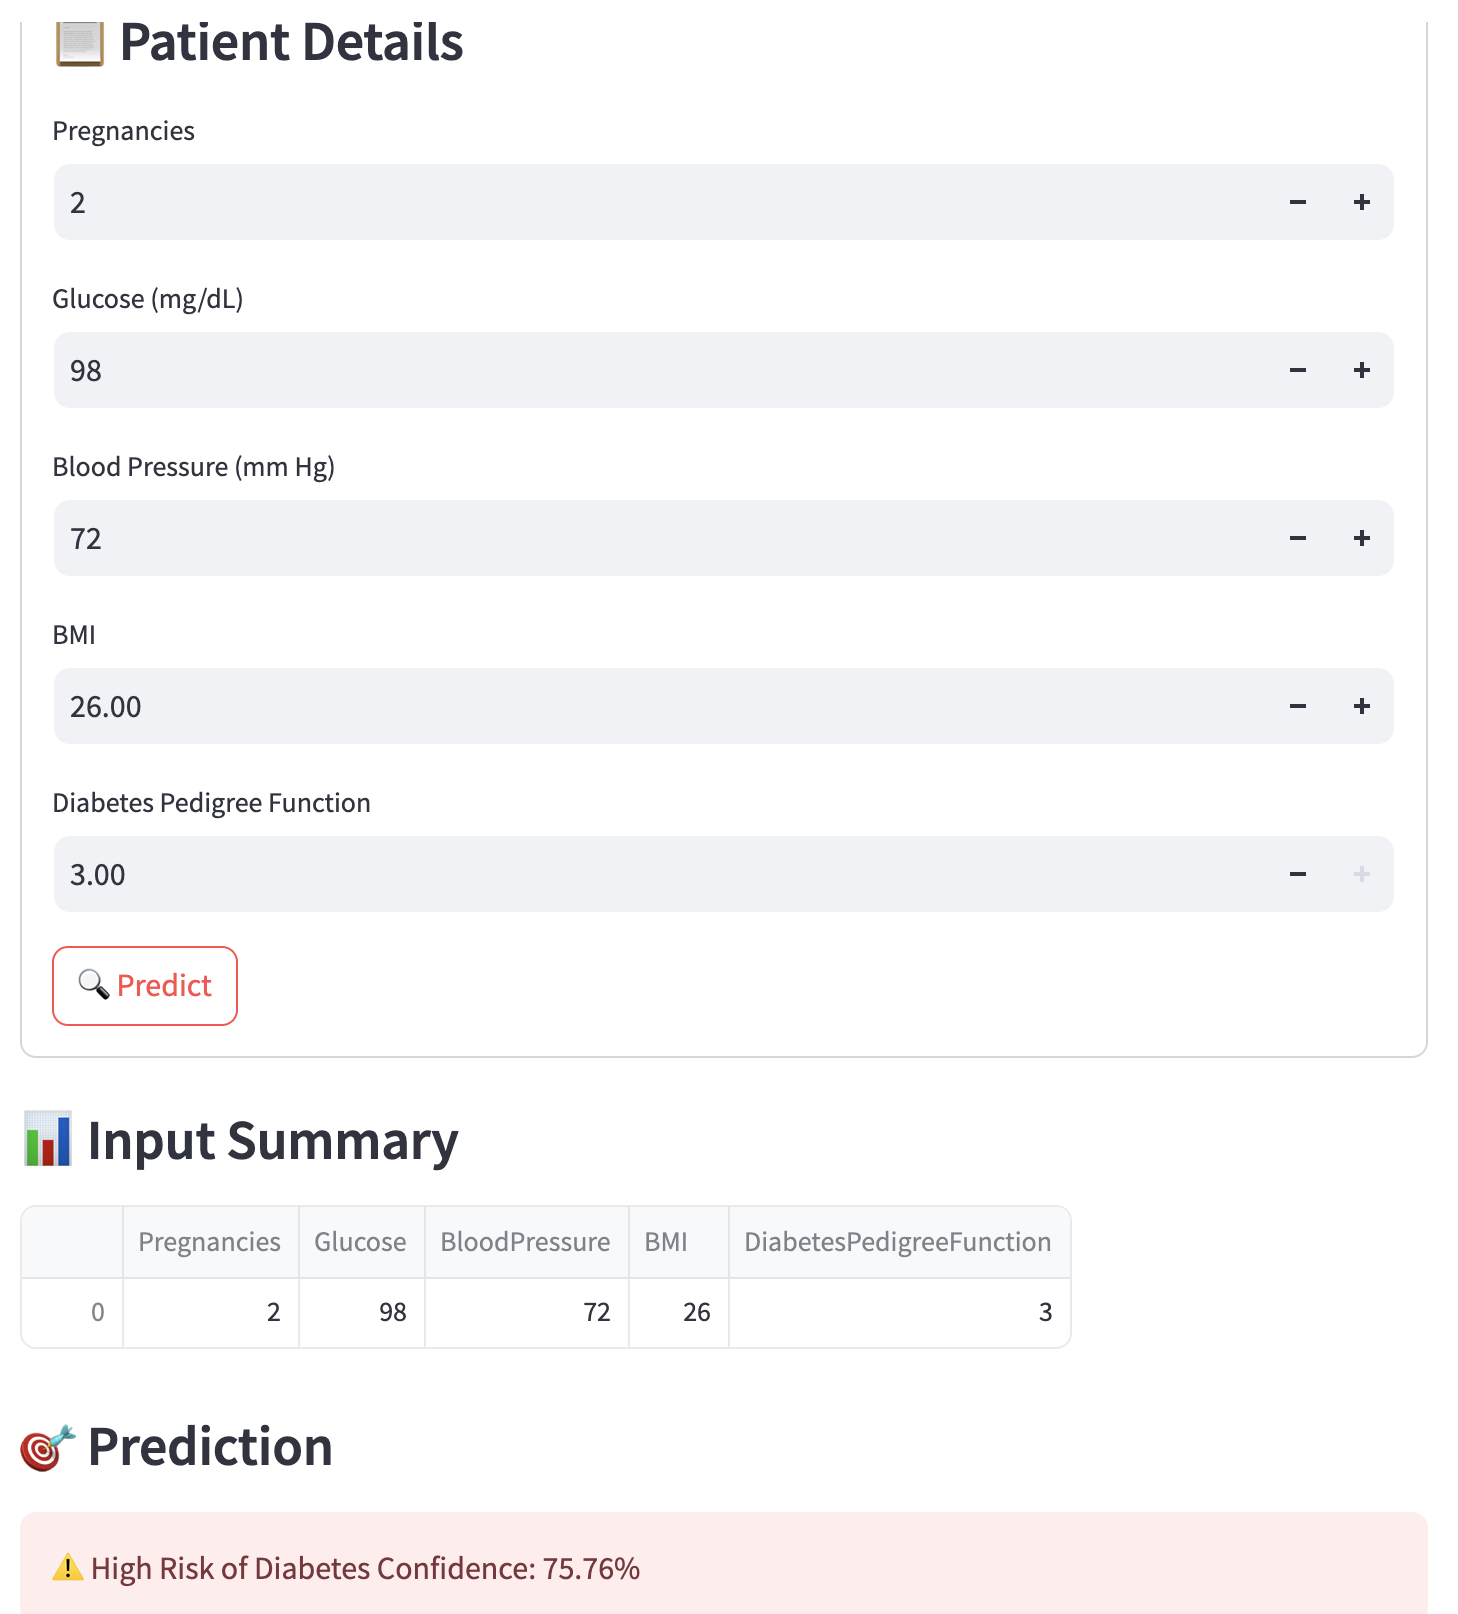 Patient Details
Pregnancies
2
Glucose (mg/dL)
98
Blood Pressure (mm Hg)
72
BMI
26.00
Diabetes Pedigree Function
3.00
Predict
Input Summary
Pregnancies Glucose BloodPressure BMI DiabetesPedigreeFunction
0 2 98 72 26 3
Prediction
High Risk of Diabetes Confidence: 75.76%